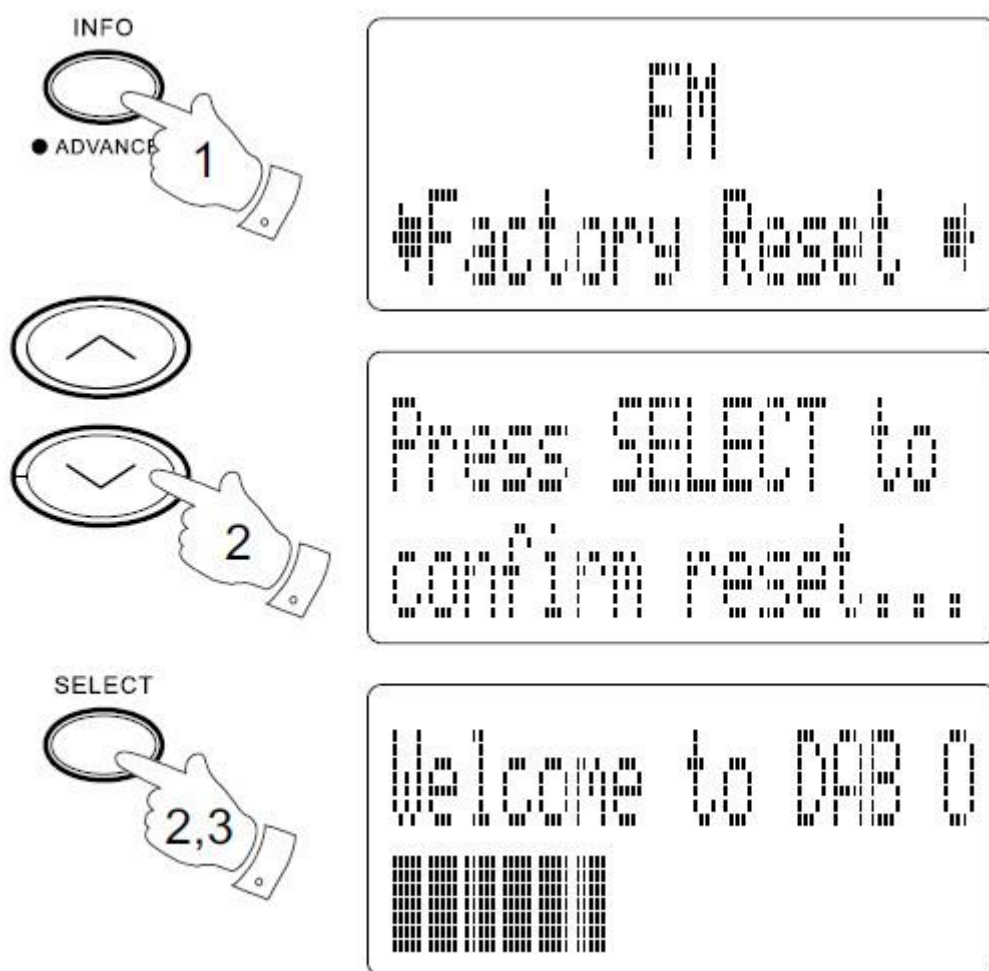 INFO
● ADVANCE
1
FM
Factory Reset
2
Press SELECT to
confirm reset...
SELECT
2,3
Welcome to DAB